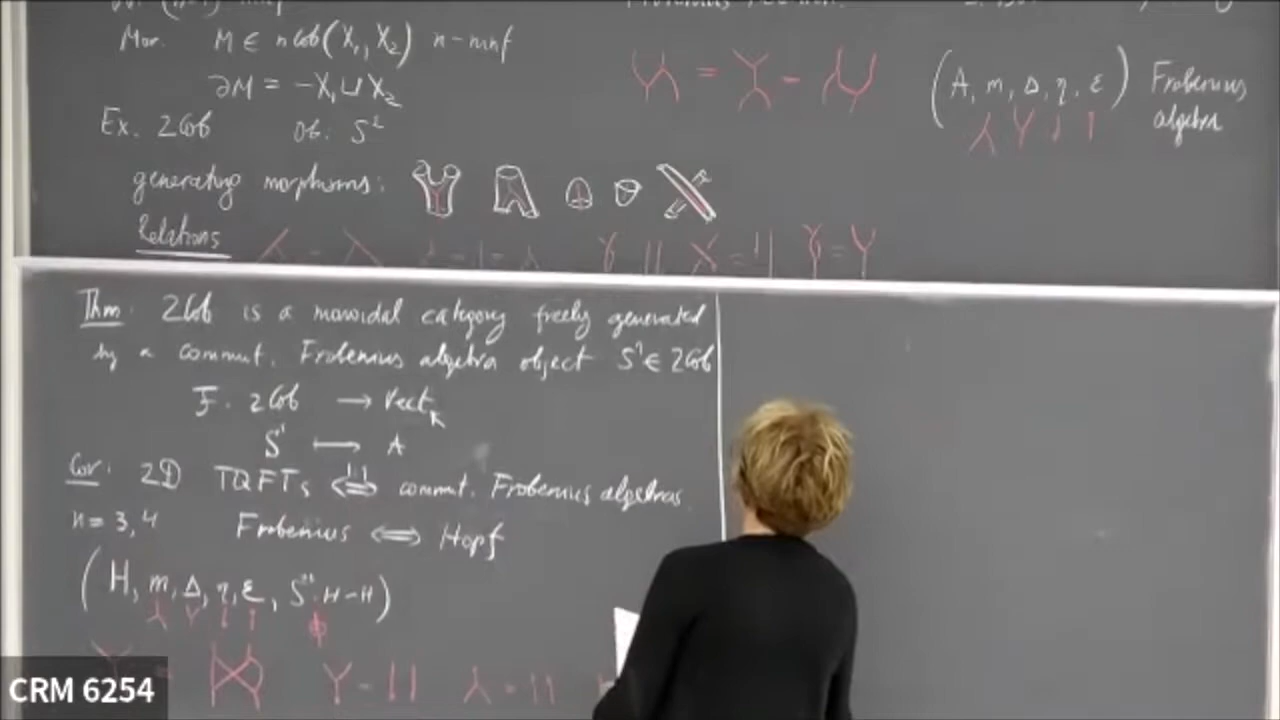 Mor. M ∈ nCob(X₁, X₂) n-mnf
∂M = -X₁ ⊔ X₂
Ex. 2Cob Ob. S¹
generating morphisms:
Relations
(A, m, Δ, η, ε) Frobenius
algebra
Thm: 2Cob is a monoidal category freely generated
by a commut. Frobenius algebra object S¹ ∈ 2Cob
F: 2Cob → Vect
S¹ ⟼ A
Cor: 2D TQFTs ⟺ commut. Frobenius algebras
n = 3,4 Frobenius ⟺ Hopf
(H, m, Δ, η, ε, S: H→H)
CRM 6254